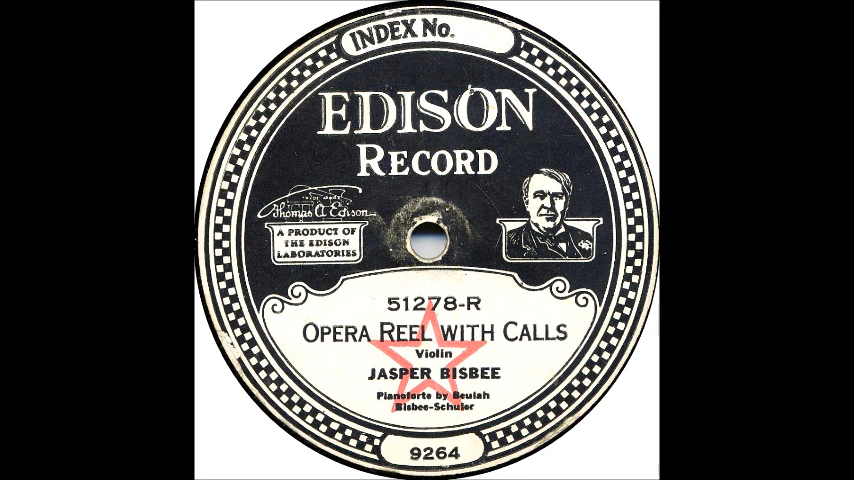 INDEX No.
EDISON
RECORD
Thomas A Edison
A PRODUCT OF
THE EDISON
LABORATORIES
51278-R
OPERA REEL WITH CALLS
Violin
JASPER BISBEE
Pianoforte by Beulah
Bisbee-Schuler
9264